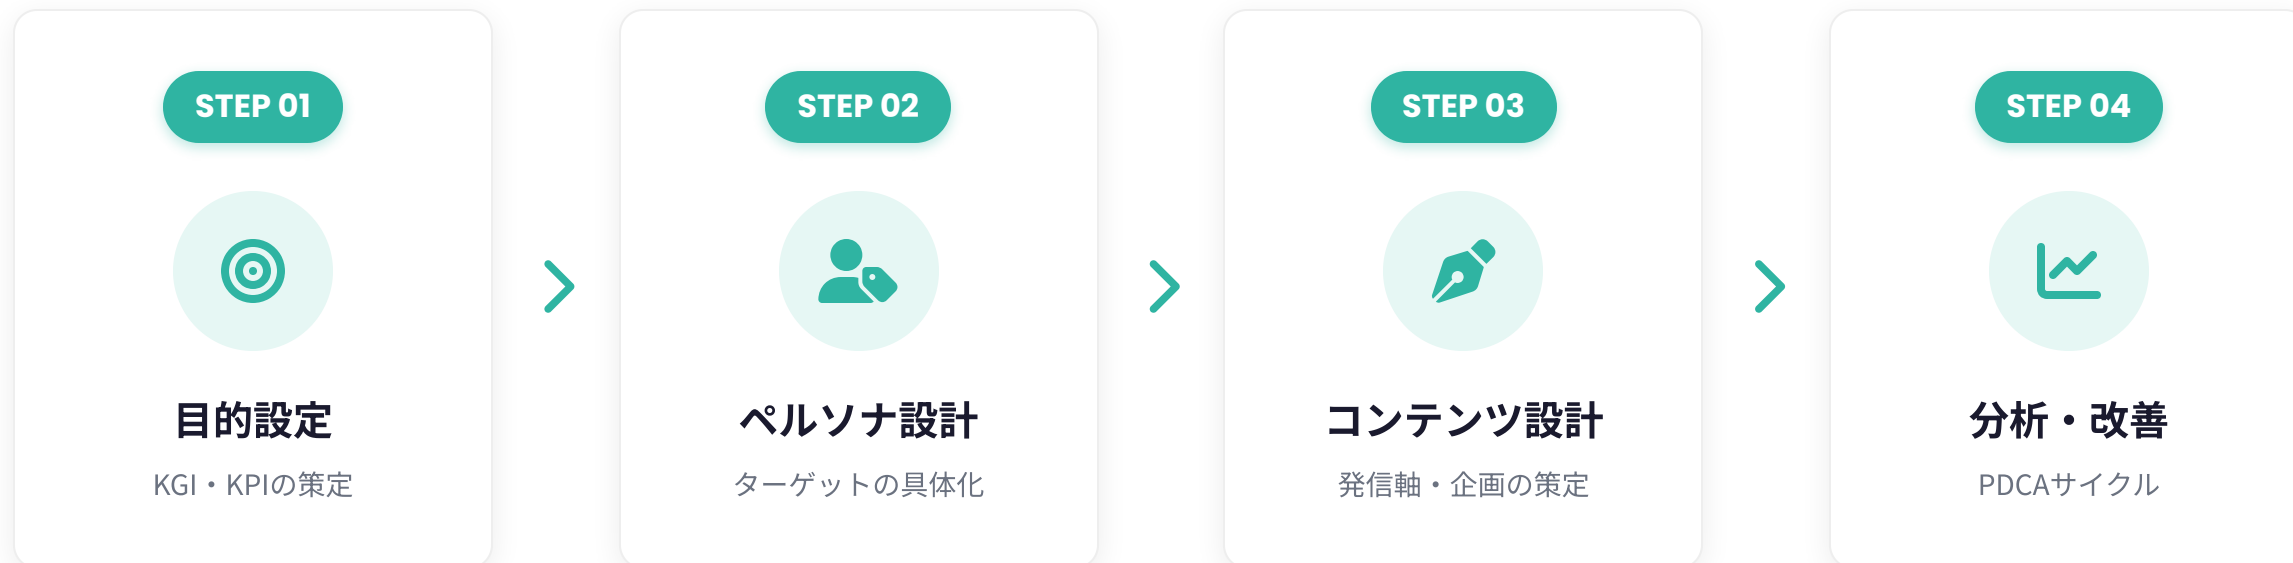 STEP 01
目的設定
KGI・KPIの策定
STEP 02
ペルソナ設計
ターゲットの具体化
STEP 03
コンテンツ設計
発信軸・企画の策定
STEP 04
分析・改善
PDCAサイクル